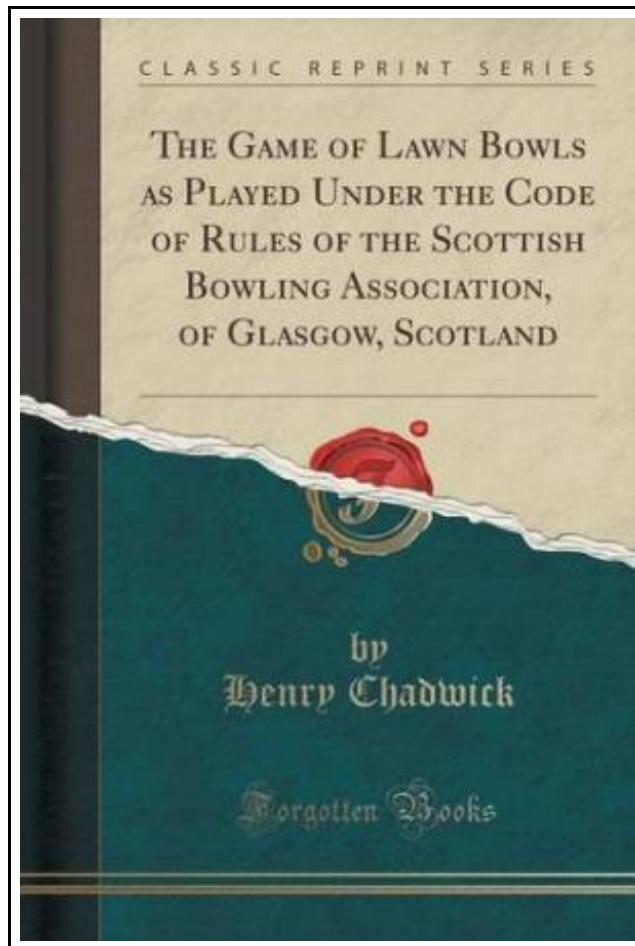 CLASSIC REPRINT SERIES
THE GAME OF LAWN BOWLS
AS PLAYED UNDER THE CODE
OF RULES OF THE SCOTTISH
BOWLING ASSOCIATION,
OF GLASGOW, SCOTLAND
by
Henry Chadwick
Forgotten Books